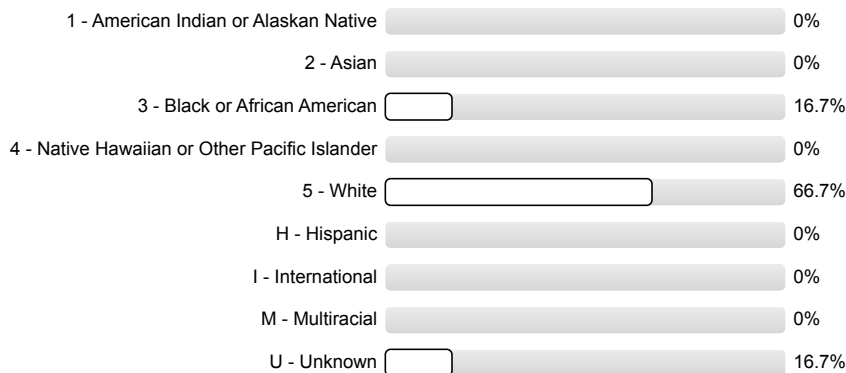 1 - American Indian or Alaskan Native 0%
2 - Asian 0%
3 - Black or African American 16.7%
4 - Native Hawaiian or Other Pacific Islander 0%
5 - White 66.7%
H - Hispanic 0%
I - International 0%
M - Multiracial 0%
U - Unknown 16.7%